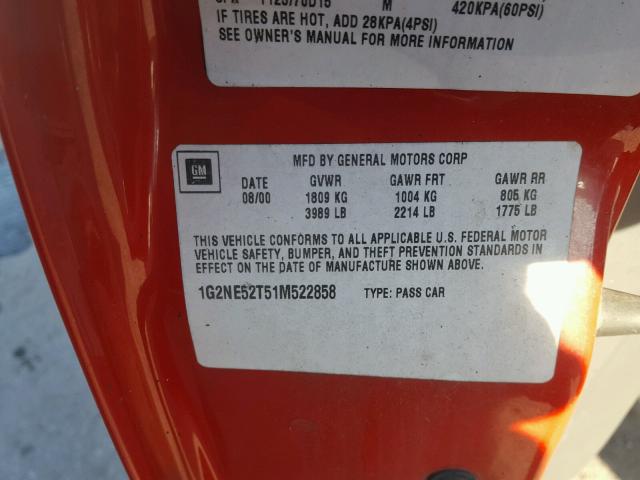 420KPA(60PSI)
IF TIRES ARE HOT, ADD 28KPA(4PSI)
SEE OWNER'S MANUAL FOR MORE INFORMATION
GM
MFD BY GENERAL MOTORS CORP
DATE GVWR GAWR FRT GAWR RR
08/00 1809 KG 1004 KG 805 KG
3989 LB 2214 LB 1775 LB
THIS VEHICLE CONFORMS TO ALL APPLICABLE U.S. FEDERAL MOTOR
VEHICLE SAFETY, BUMPER, AND THEFT PREVENTION STANDARDS IN
EFFECT ON THE DATE OF MANUFACTURE SHOWN ABOVE.
1G2NE52T51M522858 TYPE: PASS CAR